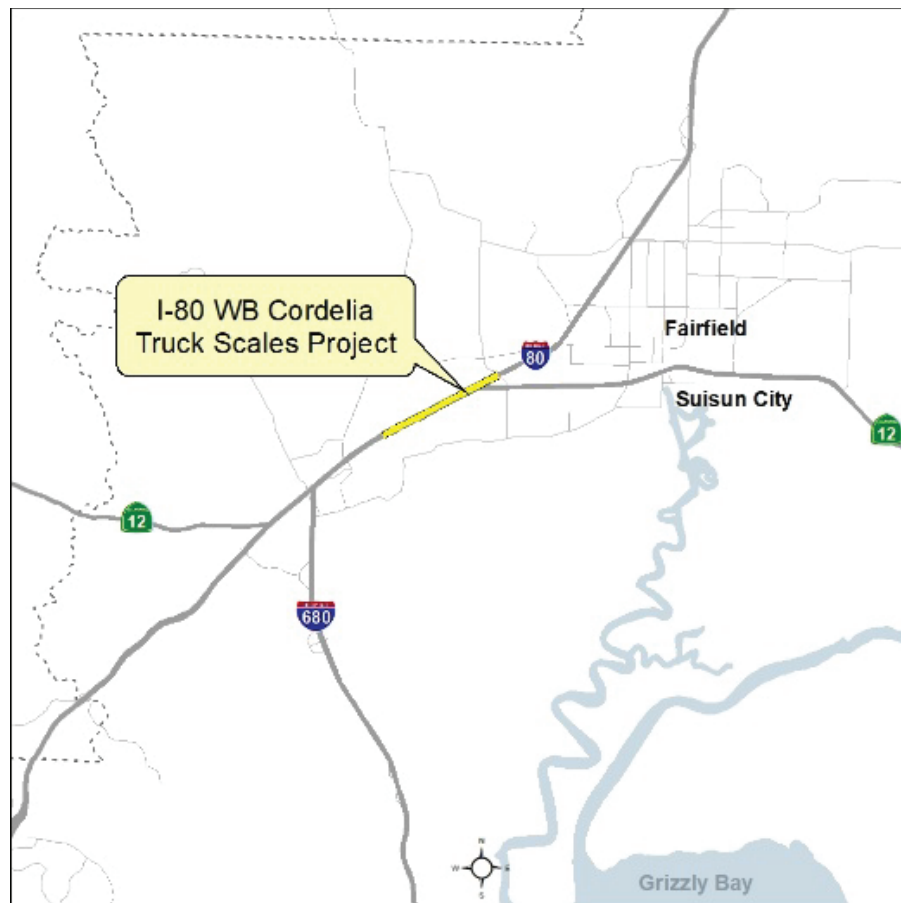 I-80 WB Cordelia
Truck Scales Project
80
Fairfield
Suisun City
12
12
680
N
W
E
S
Grizzly Bay